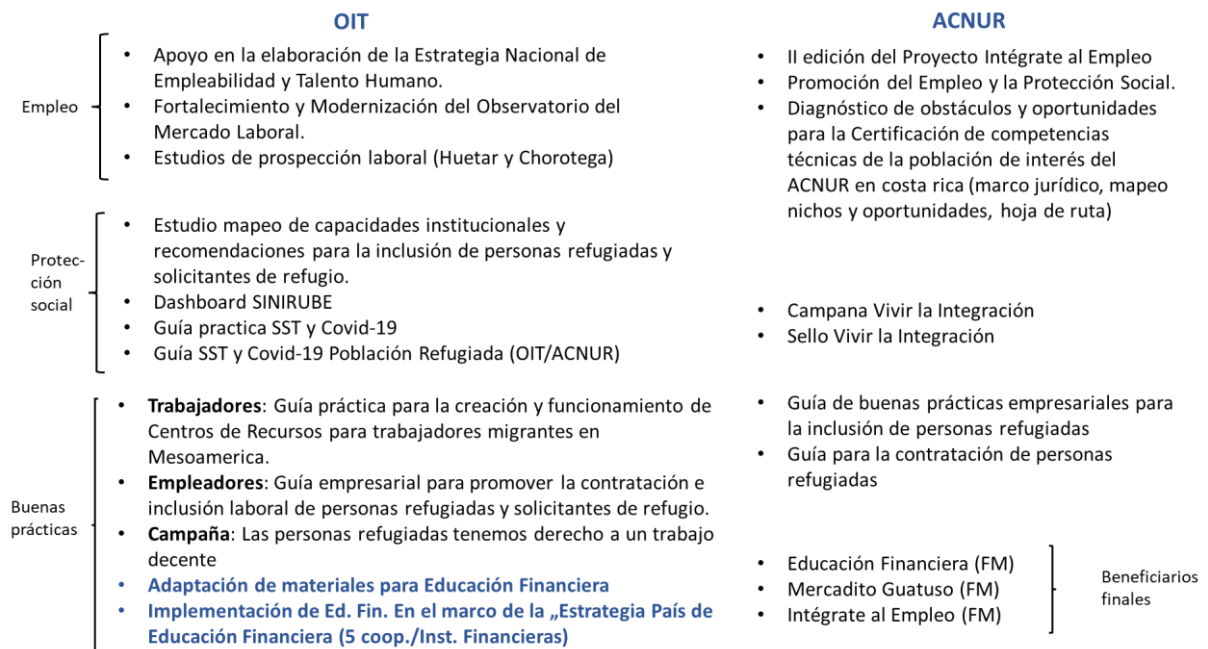 OIT
Empleo
• Apoyo en la elaboración de la Estrategia Nacional de
Empleabilidad y Talento Humano.
• Fortalecimiento y Modernización del Observatorio del
Mercado Laboral.
• Estudios de prospección laboral (Huetar y Chorotega)
Protec-
ción
social
• Estudio mapeo de capacidades institucionales y
recomendaciones para la inclusión de personas refugiadas y
solicitantes de refugio.
• Dashboard SINIRUBE
• Guía practica SST y Covid-19
• Guía SST y Covid-19 Población Refugiada (OIT/ACNUR)
Buenas
prácticas
• Trabajadores: Guía práctica para la creación y funcionamiento de
Centros de Recursos para trabajadores migrantes en
Mesoamerica.
• Empleadores: Guía empresarial para promover la contratación e
inclusión laboral de personas refugiadas y solicitantes de refugio.
• Campaña: Las personas refugiadas tenemos derecho a un trabajo
decente
• Adaptación de materiales para Educación Financiera
• Implementación de Ed. Fin. En el marco de la „Estrategia País de
Educación Financiera (5 coop./Inst. Financieras)
ACNUR
• II edición del Proyecto Intégrate al Empleo
• Promoción del Empleo y la Protección Social.
• Diagnóstico de obstáculos y oportunidades
para la Certificación de competencias
técnicas de la población de interés del
ACNUR en costa rica (marco jurídico, mapeo
nichos y oportunidades, hoja de ruta)
• Campana Vivir la Integración
• Sello Vivir la Integración
• Guía de buenas prácticas empresariales para
la inclusión de personas refugiadas
• Guía para la contratación de personas
refugiadas
• Educación Financiera (FM)
• Mercadito Guatuso (FM)
• Intégrate al Empleo (FM)
Beneficiarios
finales